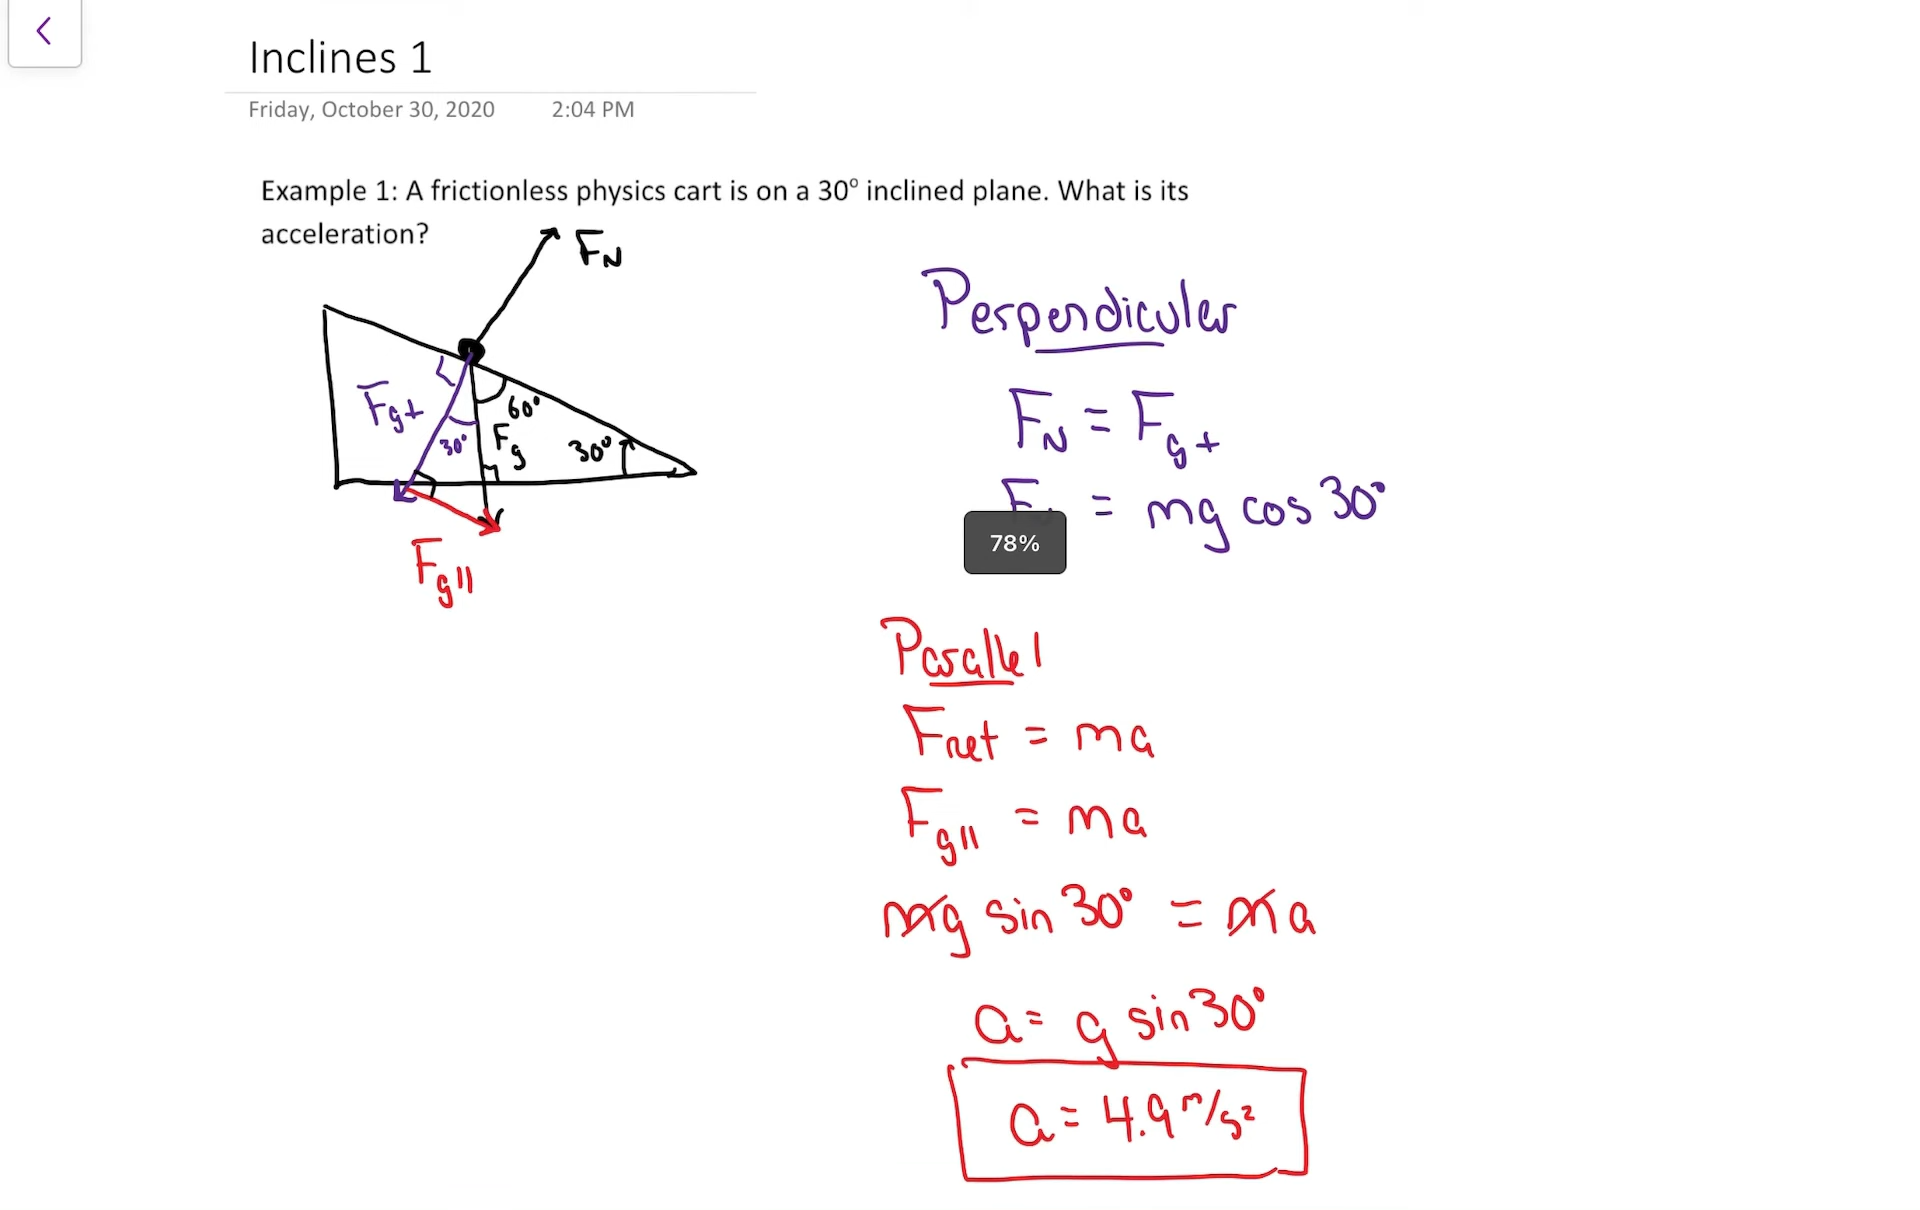 Inclines 1
Friday, October 30, 2020 2:04 PM
Example 1: A frictionless physics cart is on a 30° inclined plane. What is its
acceleration?
FN
Fg⊥
30°
60°
Fg
30°
Fg||
Perpendicular
FN = Fg⊥
F = mg cos 30°
78%
Parallel
Fnet = ma
Fg|| = ma
mg sin 30° = ma
a = g sin 30°
a = 4.9 m/s²